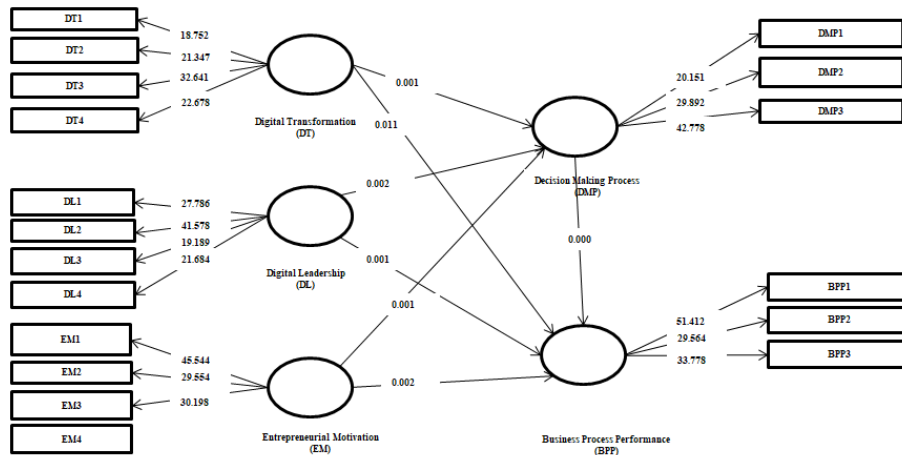 DT1
18.752
DT2
21.347
DT3
32.641
DT4
22.678
Digital Transformation
(DT)
0.001
0.011
DMP1
20.151
DMP2
29.892
DMP3
42.778
Decision Making Process
(DMP)
DL1
27.786
DL2
41.578
DL3
19.189
DL4
21.684
Digital Leadership
(DL)
0.002
0.001
0.000
EM1
45.544
EM2
29.554
EM3
30.198
EM4
Entrepreneurial Motivation
(EM)
0.001
0.002
BPP1
51.412
BPP2
29.564
BPP3
33.778
Business Process Performance
(BPP)